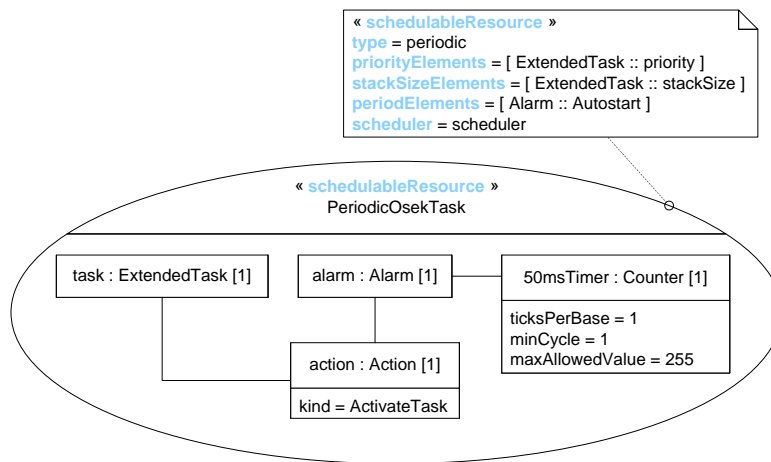 « schedulableResource »
type = periodic
priorityElements = [ ExtendedTask :: priority ]
stackSizeElements = [ ExtendedTask :: stackSize ]
periodElements = [ Alarm :: Autostart ]
scheduler = scheduler
« schedulableResource »
PeriodicOsekTask
task : ExtendedTask [1]
alarm : Alarm [1]
50msTimer : Counter [1]
ticksPerBase = 1
minCycle = 1
maxAllowedValue = 255
action : Action [1]
kind = ActivateTask